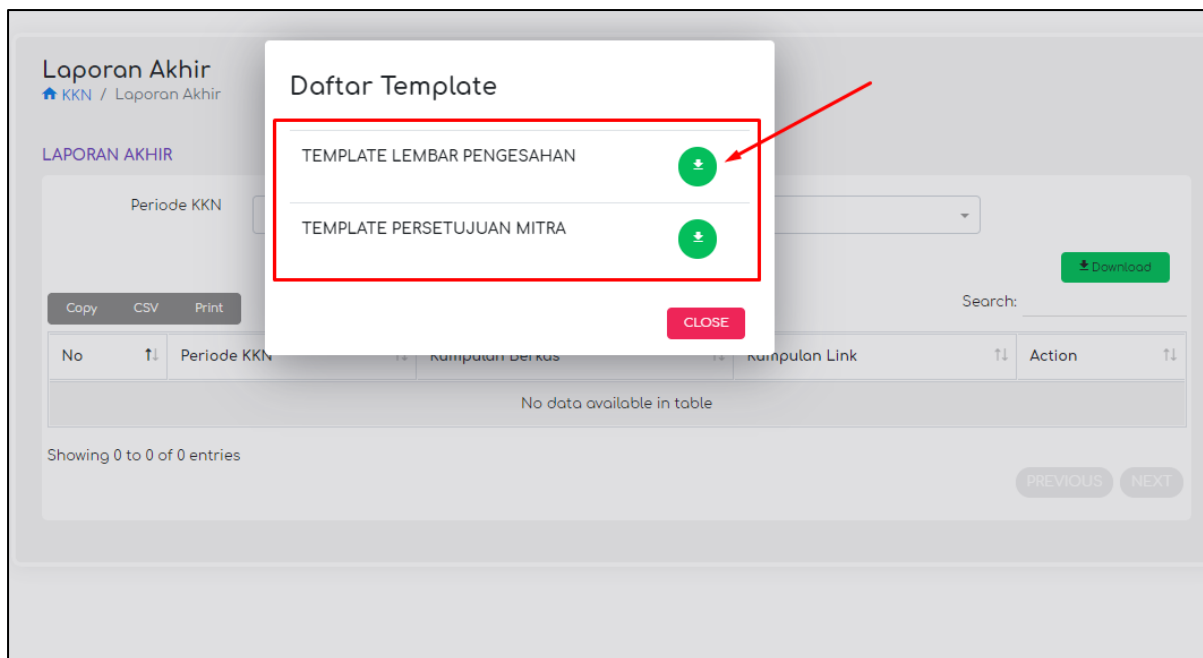 Laporan Akhir
KKN / Laporan Akhir
LAPORAN AKHIR
Daftar Template
TEMPLATE LEMBAR PENGESAHAN
TEMPLATE PERSETUJUAN MITRA
CLOSE
Periode KKN
Download
Copy CSV Print
Search:
No Periode KKN Kumpulan Berkas Kumpulan Link Action
No data available in table
Showing 0 to 0 of 0 entries
PREVIOUS NEXT